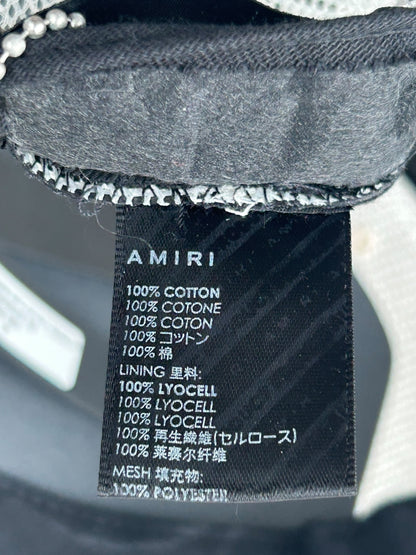 AMIRI
100% COTTON
100% COTONE
100% COTON
100% コットン
100% 棉
LINING 里料:
100% LYOCELL
100% LYOCELL
100% LYOCELL
100% 再生繊維(セルロース)
100% 莱赛尔纤维
MESH 填充物:
100% POLYESTER